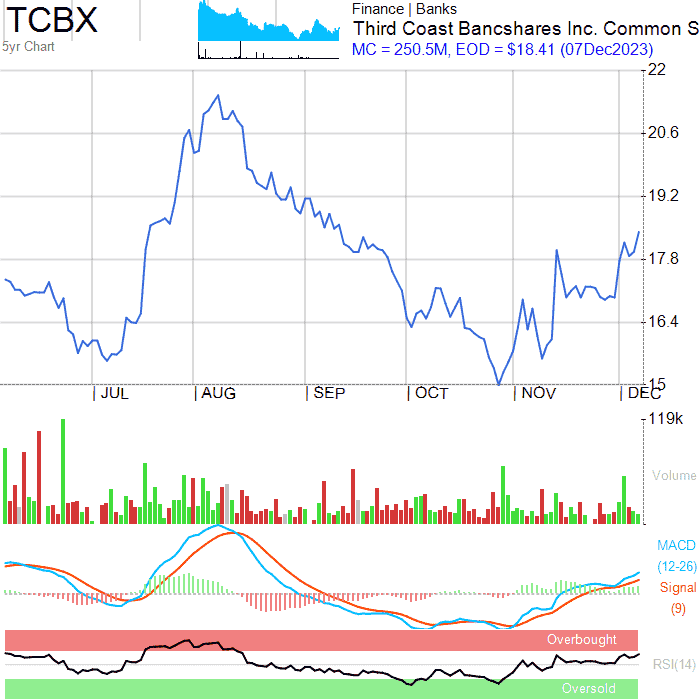 TCBX
5yr Chart
Finance | Banks
Third Coast Bancshares Inc. Common S
MC = 250.5M, EOD = $18.41 (07Dec2023)
22
20.6
19.2
17.8
16.4
15
JUL AUG SEP OCT NOV DEC
119k
Volume
MACD
(12-26)
Signal
(9)
Overbought
RSI(14)
Oversold